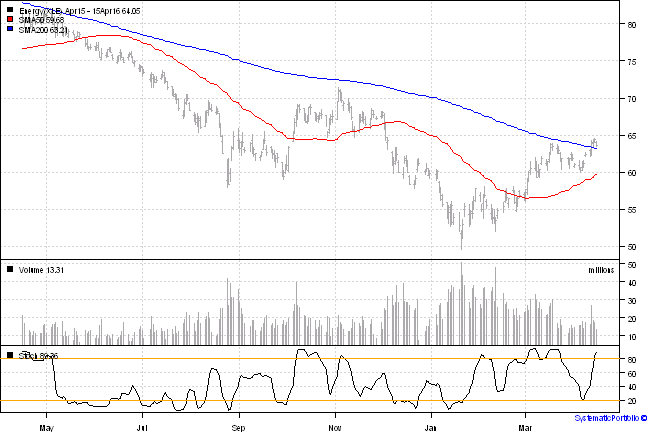 Energy (XLE) Apr15 - 15Apr16 64.05
SMA50 59.68
SMA200 63.21
80
75
70
65
60
55
50
Volume 13.31
millions
50
40
30
20
10
80
60
40
20
May
Jul
Sep
Nov
Jan
Mar
SystematicPortfolio ©